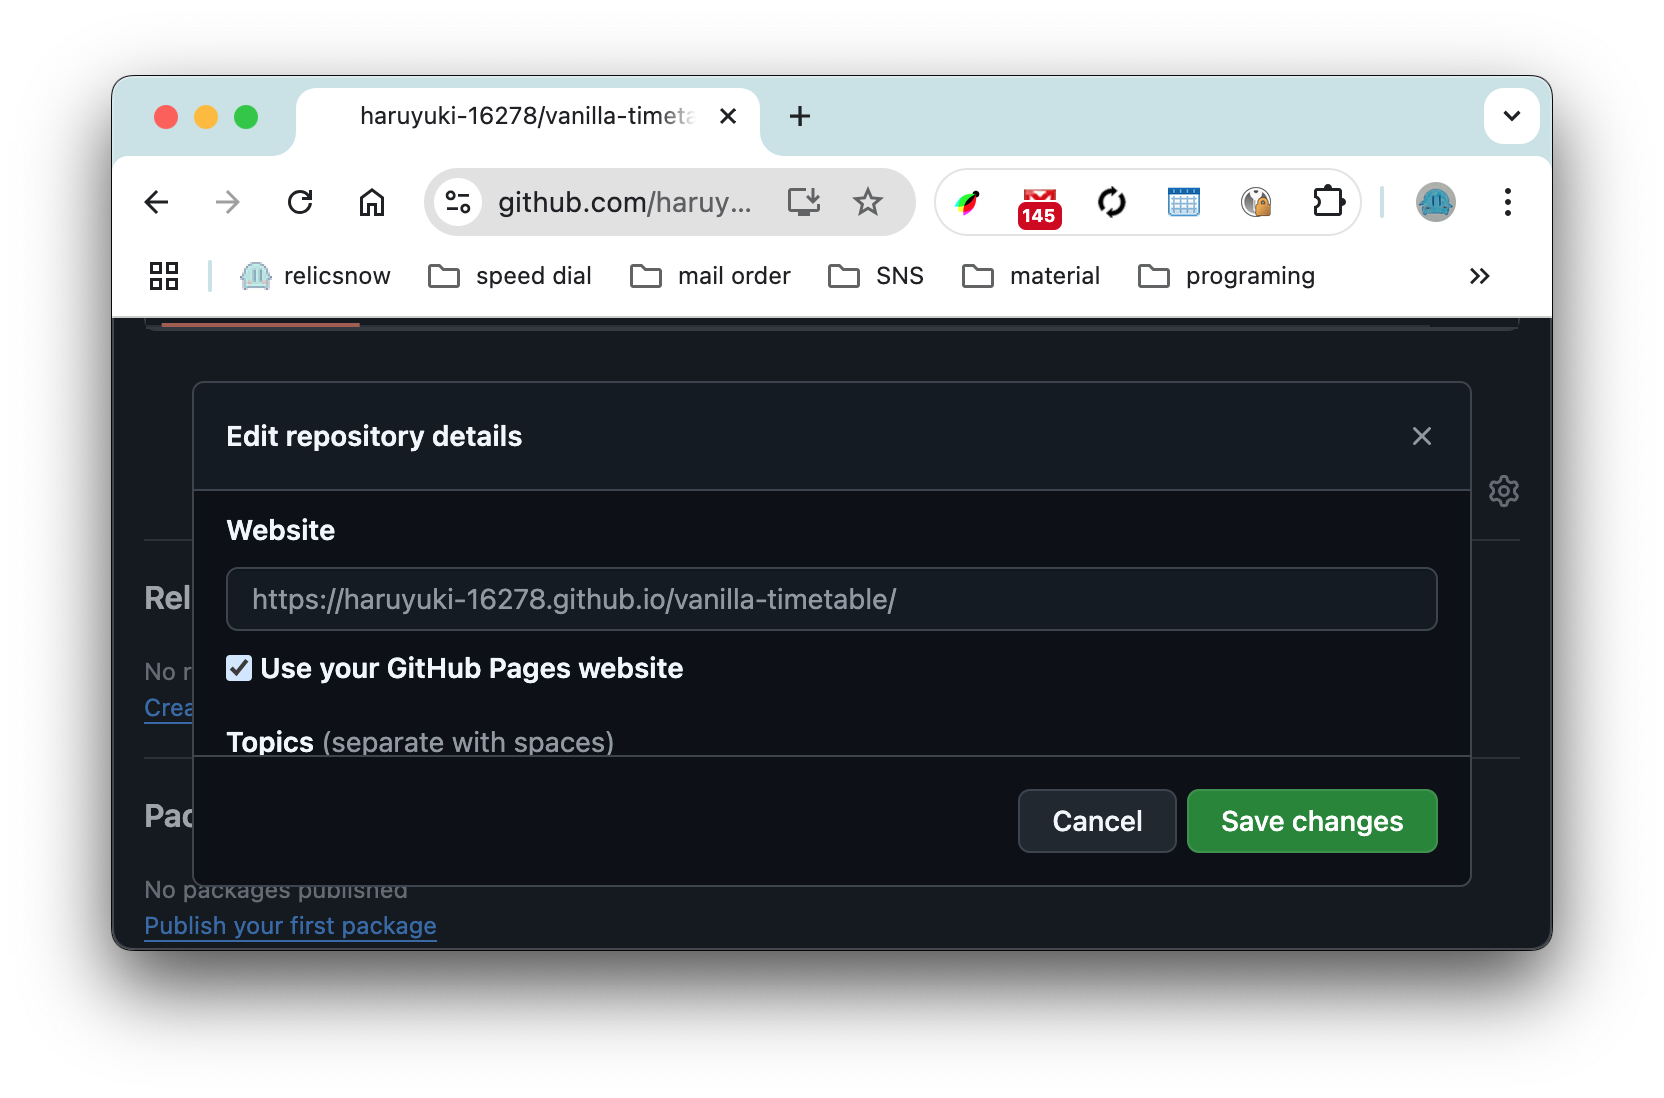 haruyuki-16278/vanilla-timeta
github.com/haruy...
145
relicsnow
speed dial
mail order
SNS
material
programing
Edit repository details
Website
https://haruyuki-16278.github.io/vanilla-timetable/
Use your GitHub Pages website
Topics (separate with spaces)
Cancel
Save changes
Rel
No r
Crea
Pac
No packages published
Publish your first package